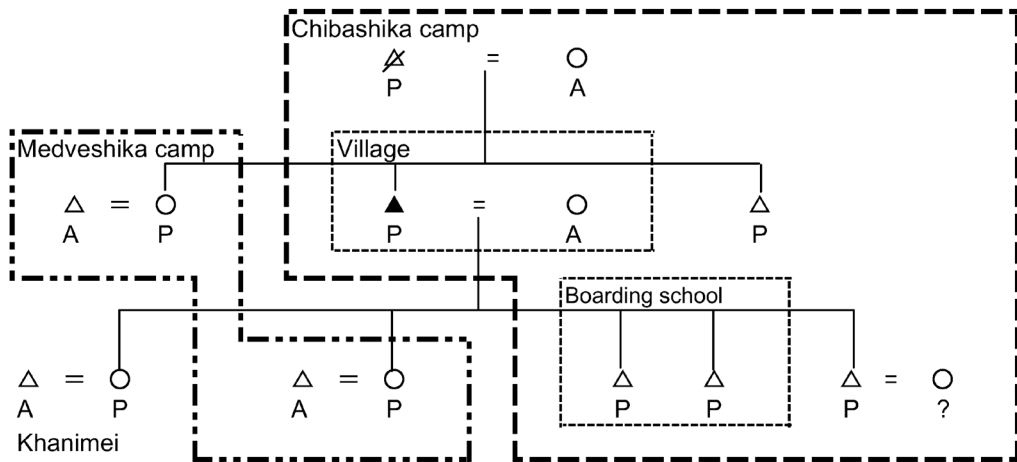 Chibashika camp
=
P A
Medveshika camp
Village
= =
A P P A P
Boarding school
= = =
A P A P P P P ?
Khanimei